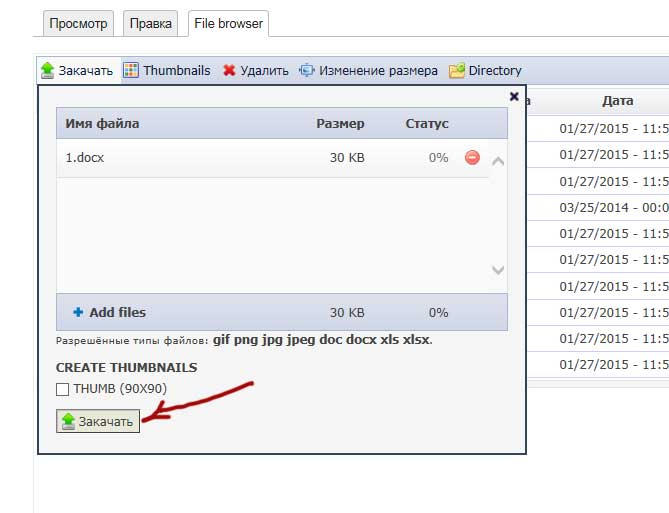 Просмотр Правка File browser
Закачать Thumbnails Удалить Изменение размера Directory
Дата
Имя файла Размер Статус
01/27/2015 - 11:5
1.docx 30 KB 0% 01/27/2015 - 11:5
01/27/2015 - 11:5
03/25/2014 - 00:0
01/27/2015 - 11:5
01/27/2015 - 11:5
01/27/2015 - 11:5
Add files 30 KB 0% 01/27/2015 - 11:5
Разрешённые типы файлов: gif png jpg jpeg doc docx xls xlsx. 01/27/2015 - 11:5
CREATE THUMBNAILS 01/27/2015 - 11:5
THUMB (90X90)
Закачать